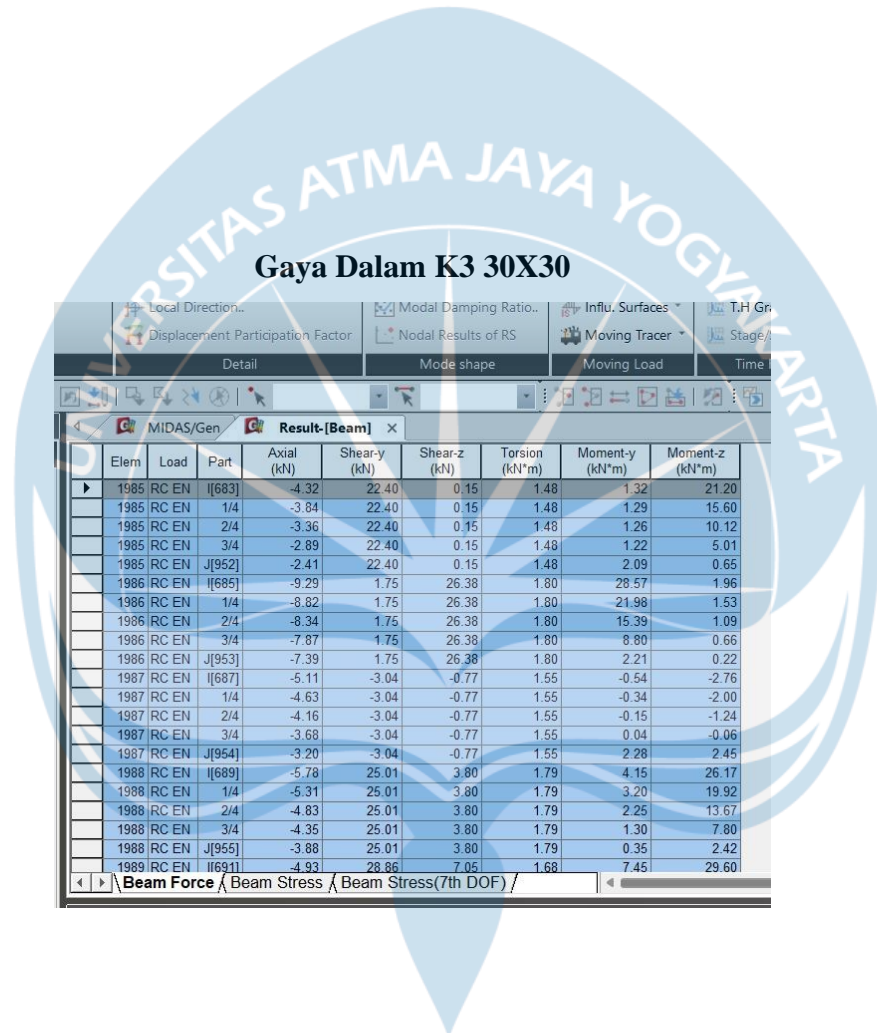 UNIVERSITAS ATMA JAYA YOGYAKARTA
Gaya Dalam K3 30X30
Local Direction.. Modal Damping Ratio.. Influ. Surfaces T.H Gr
Displacement Participation Factor Nodal Results of RS Moving Tracer Stage/
Detail Mode shape Moving Load Time
MIDAS/Gen Result-[Beam] ×
Elem Load Part Axial (kN) Shear-y (kN) Shear-z (kN) Torsion (kN*m) Moment-y (kN*m) Moment-z (kN*m)
1985 RC EN I[683] -4.32 22.40 0.15 1.48 1.32 21.20
1985 RC EN 1/4 -3.84 22.40 0.15 1.48 1.29 15.60
1985 RC EN 2/4 -3.36 22.40 0.15 1.48 1.26 10.12
1985 RC EN 3/4 -2.89 22.40 0.15 1.48 1.22 5.01
1985 RC EN J[952] -2.41 22.40 0.15 1.48 2.09 0.65
1986 RC EN I[685] -9.29 1.75 26.38 1.80 28.57 1.96
1986 RC EN 1/4 -8.82 1.75 26.38 1.80 21.98 1.53
1986 RC EN 2/4 -8.34 1.75 26.38 1.80 15.39 1.09
1986 RC EN 3/4 -7.87 1.75 26.38 1.80 8.80 0.66
1986 RC EN J[953] -7.39 1.75 26.38 1.80 2.21 0.22
1987 RC EN I[687] -5.11 -3.04 -0.77 1.55 -0.54 -2.76
1987 RC EN 1/4 -4.63 -3.04 -0.77 1.55 -0.34 -2.00
1987 RC EN 2/4 -4.16 -3.04 -0.77 1.55 -0.15 -1.24
1987 RC EN 3/4 -3.68 -3.04 -0.77 1.55 0.04 -0.06
1987 RC EN J[954] -3.20 -3.04 -0.77 1.55 2.28 2.45
1988 RC EN I[689] -5.78 25.01 3.80 1.79 4.15 26.17
1988 RC EN 1/4 -5.31 25.01 3.80 1.79 3.20 19.92
1988 RC EN 2/4 -4.83 25.01 3.80 1.79 2.25 13.67
1988 RC EN 3/4 -4.35 25.01 3.80 1.79 1.30 7.80
1988 RC EN J[955] -3.88 25.01 3.80 1.79 0.35 2.42
1989 RC EN I[691] -4.93 28.86 7.05 1.68 7.45 29.60
Beam Force Beam Stress Beam Stress(7th DOF)